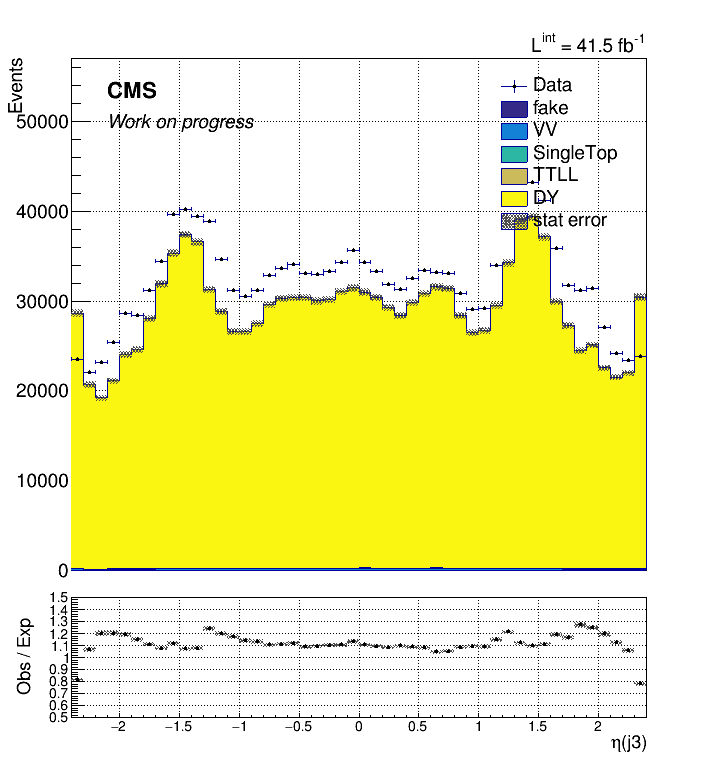 L^int = 41.5 fb^-1
Events
CMS
Work on progress
Data
fake
VV
SingleTop
TTLL
DY
stat error
50000
40000
30000
20000
10000
0
Obs / Exp
1.5
1.4
1.3
1.2
1.1
1
0.9
0.8
0.7
0.6
0.5
−2 −1.5 −1 −0.5 0 0.5 1 1.5 2
η(j3)